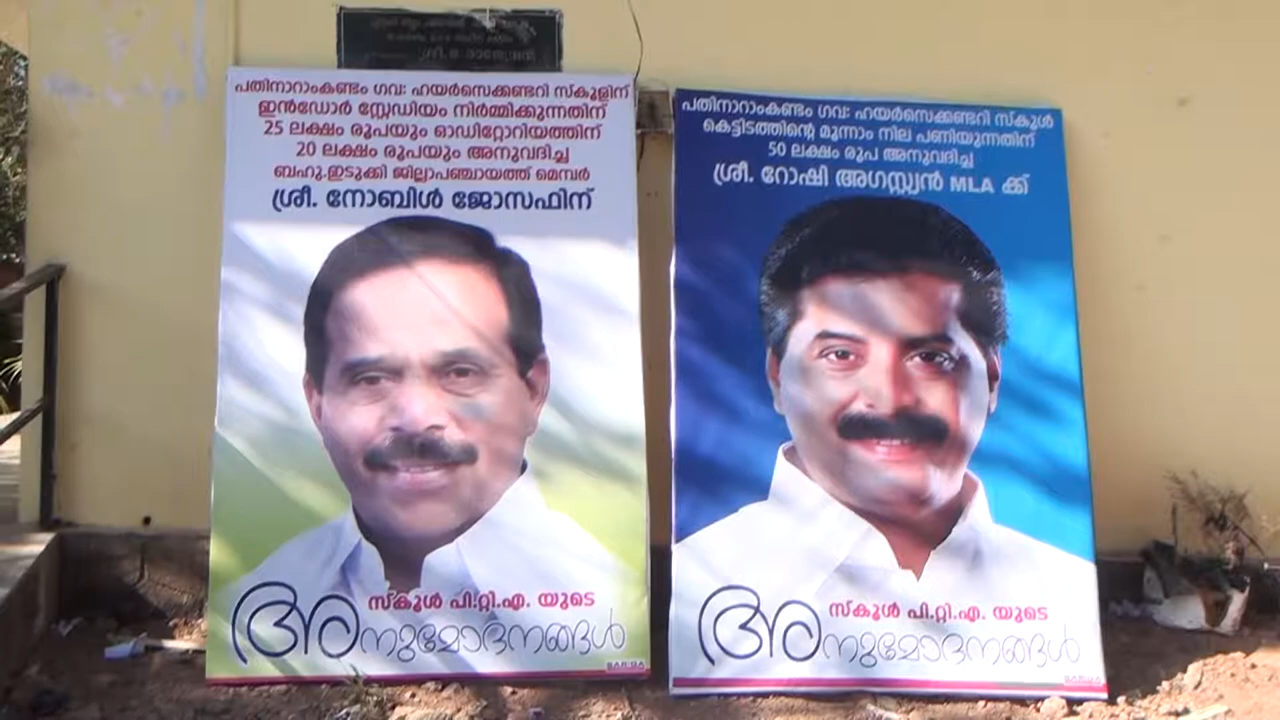 പതിനാറാംകണ്ടം ഗവ: ഹയർസെക്കണ്ടറി സ്കൂളിന്
ഇൻഡോർ സ്റ്റേഡിയം നിർമ്മിക്കുന്നതിന്
25 ലക്ഷം രൂപയും ഓഡിറ്റോറിയത്തിന്
20 ലക്ഷം രൂപയും അനുവദിച്ച
ബഹു.ഇടുക്കി ജില്ലാപഞ്ചായത്ത് മെമ്പർ
ശ്രീ. നോബിൾ ജോസഫിന്
സ്കൂൾ പി.റ്റി.എ. യുടെ
അനുമോദനങ്ങൾ
പതിനാറാംകണ്ടം ഗവ: ഹയർസെക്കണ്ടറി സ്കൂൾ
കെട്ടിടത്തിന്റെ മൂന്നാം നില പണിയുന്നതിന്
50 ലക്ഷം രൂപ അനുവദിച്ച
ശ്രീ. റോഷി അഗസ്റ്റ്യൻ MLA ക്ക്
സ്കൂൾ പി.റ്റി.എ. യുടെ
അനുമോദനങ്ങൾ